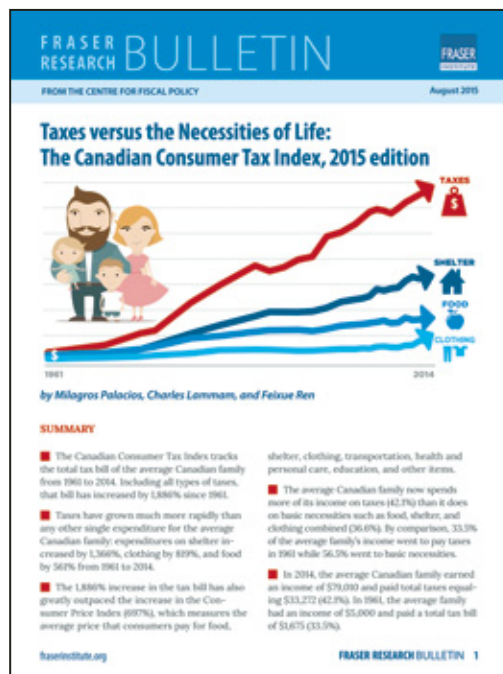 FRASER
RESEARCH BULLETIN
FRASER
INSTITUTE
FROM THE CENTRE FOR FISCAL POLICY
August 2015
Taxes versus the Necessities of Life:
The Canadian Consumer Tax Index, 2015 edition
TAXES
$
SHELTER
FOOD
CLOTHING
$
1961
2014
by Milagros Palacios, Charles Lammam, and Feixue Ren
SUMMARY
■ The Canadian Consumer Tax Index tracks
the total tax bill of the average Canadian family
from 1961 to 2014. Including all types of taxes,
that bill has increased by 1,886% since 1961.
■ Taxes have grown much more rapidly than
any other single expenditure for the average
Canadian family: expenditures on shelter in-
creased by 1,366%, clothing by 819%, and food
by 561% from 1961 to 2014.
■ The 1,886% increase in the tax bill has also
greatly outpaced the increase in the Con-
sumer Price Index (697%), which measures the
average price that consumers pay for food,
shelter, clothing, transportation, health and
personal care, education, and other items.
■ The average Canadian family now spends
more of its income on taxes (42.1%) than it does
on basic necessities such as food, shelter, and
clothing combined (36.6%). By comparison, 33.5%
of the average family's income went to pay taxes
in 1961 while 56.5% went to basic necessities.
■ In 2014, the average Canadian family earned
an income of $79,010 and paid total taxes equal-
ing $33,272 (42.1%). In 1961, the average family
had an income of $5,000 and paid a total tax bill
of $1,675 (33.5%).
fraserinstitute.org
FRASER RESEARCH BULLETIN 1